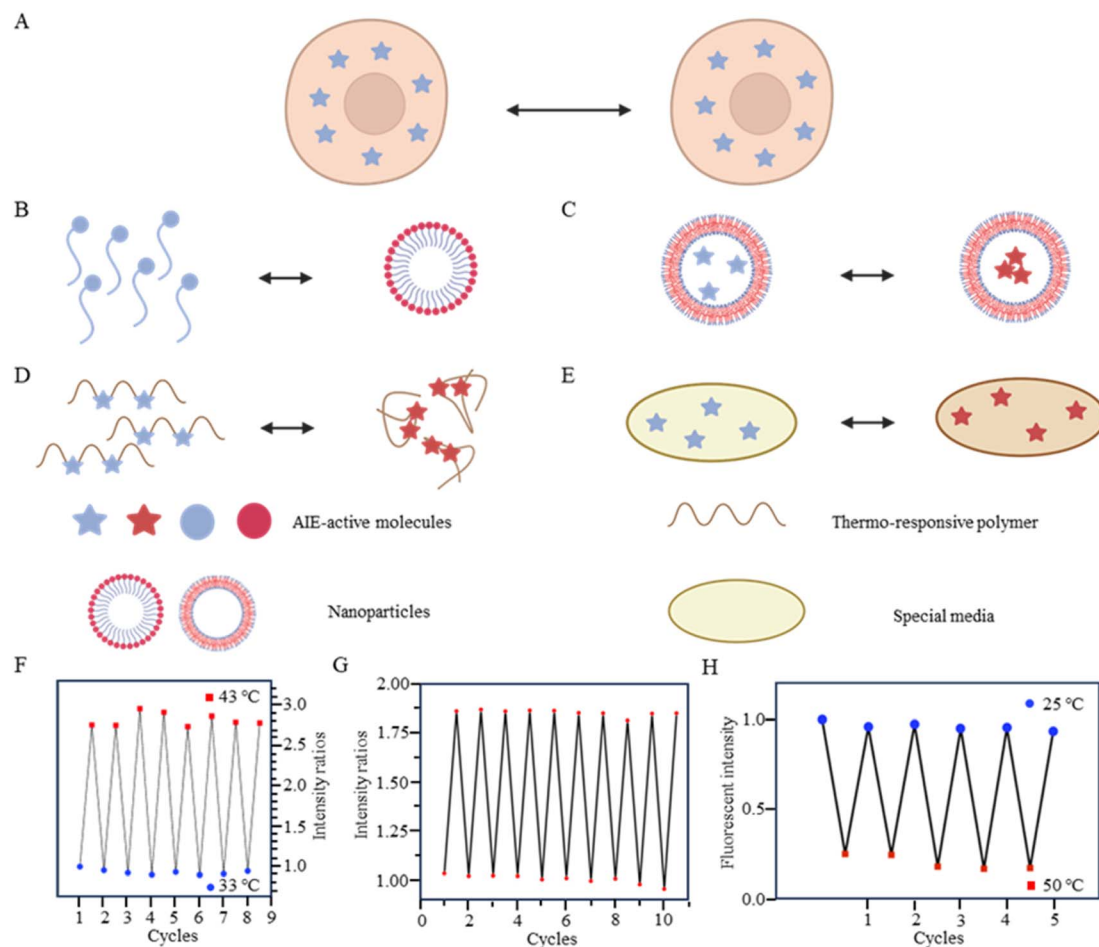 A
B
C
D
E
AIE-active molecules
Thermo-responsive polymer
Nanoparticles
Special media
F
43 °C
3.0
2.5
2.0
1.5
1.0
33 °C
Intensity ratios
1 2 3 4 5 6 7 8 9
Cycles
G
2.00
1.75
1.50
1.25
1.00
Intensity ratios
0 2 4 6 8 10
Cycles
H
25 °C
1.0
0.5
0.0
50 °C
Fluorescent intensity
1 2 3 4 5
Cycles